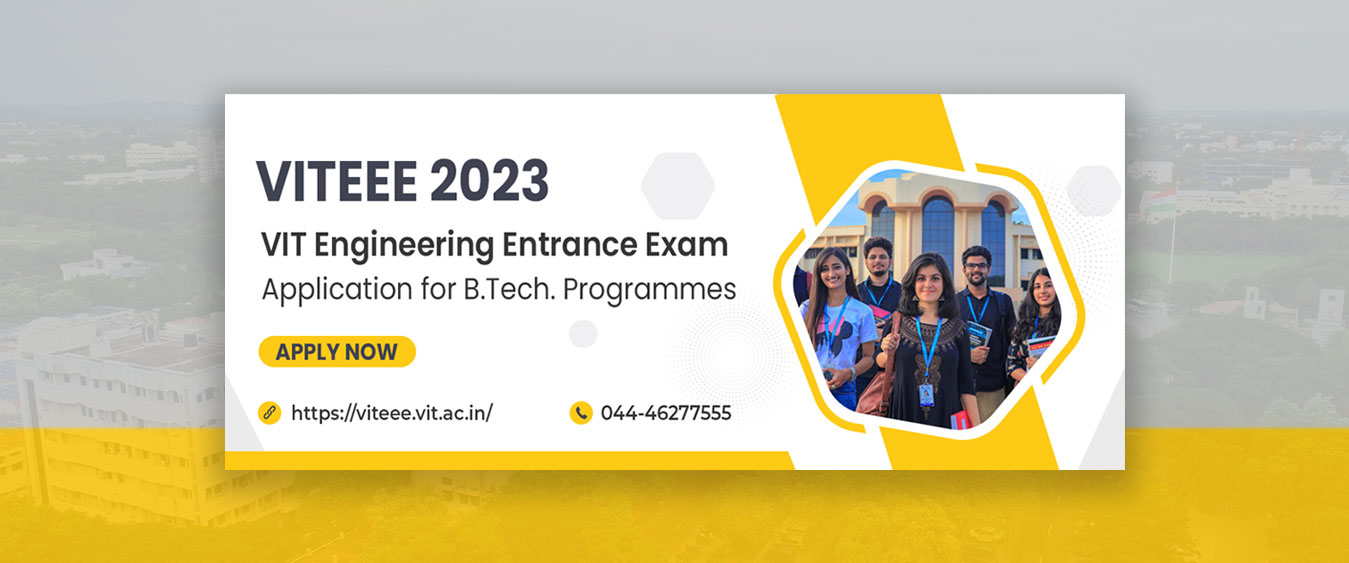 VITEEE 2023
VIT Engineering Entrance Exam
Application for B.Tech. Programmes
APPLY NOW
https://viteee.vit.ac.in/
044-46277555